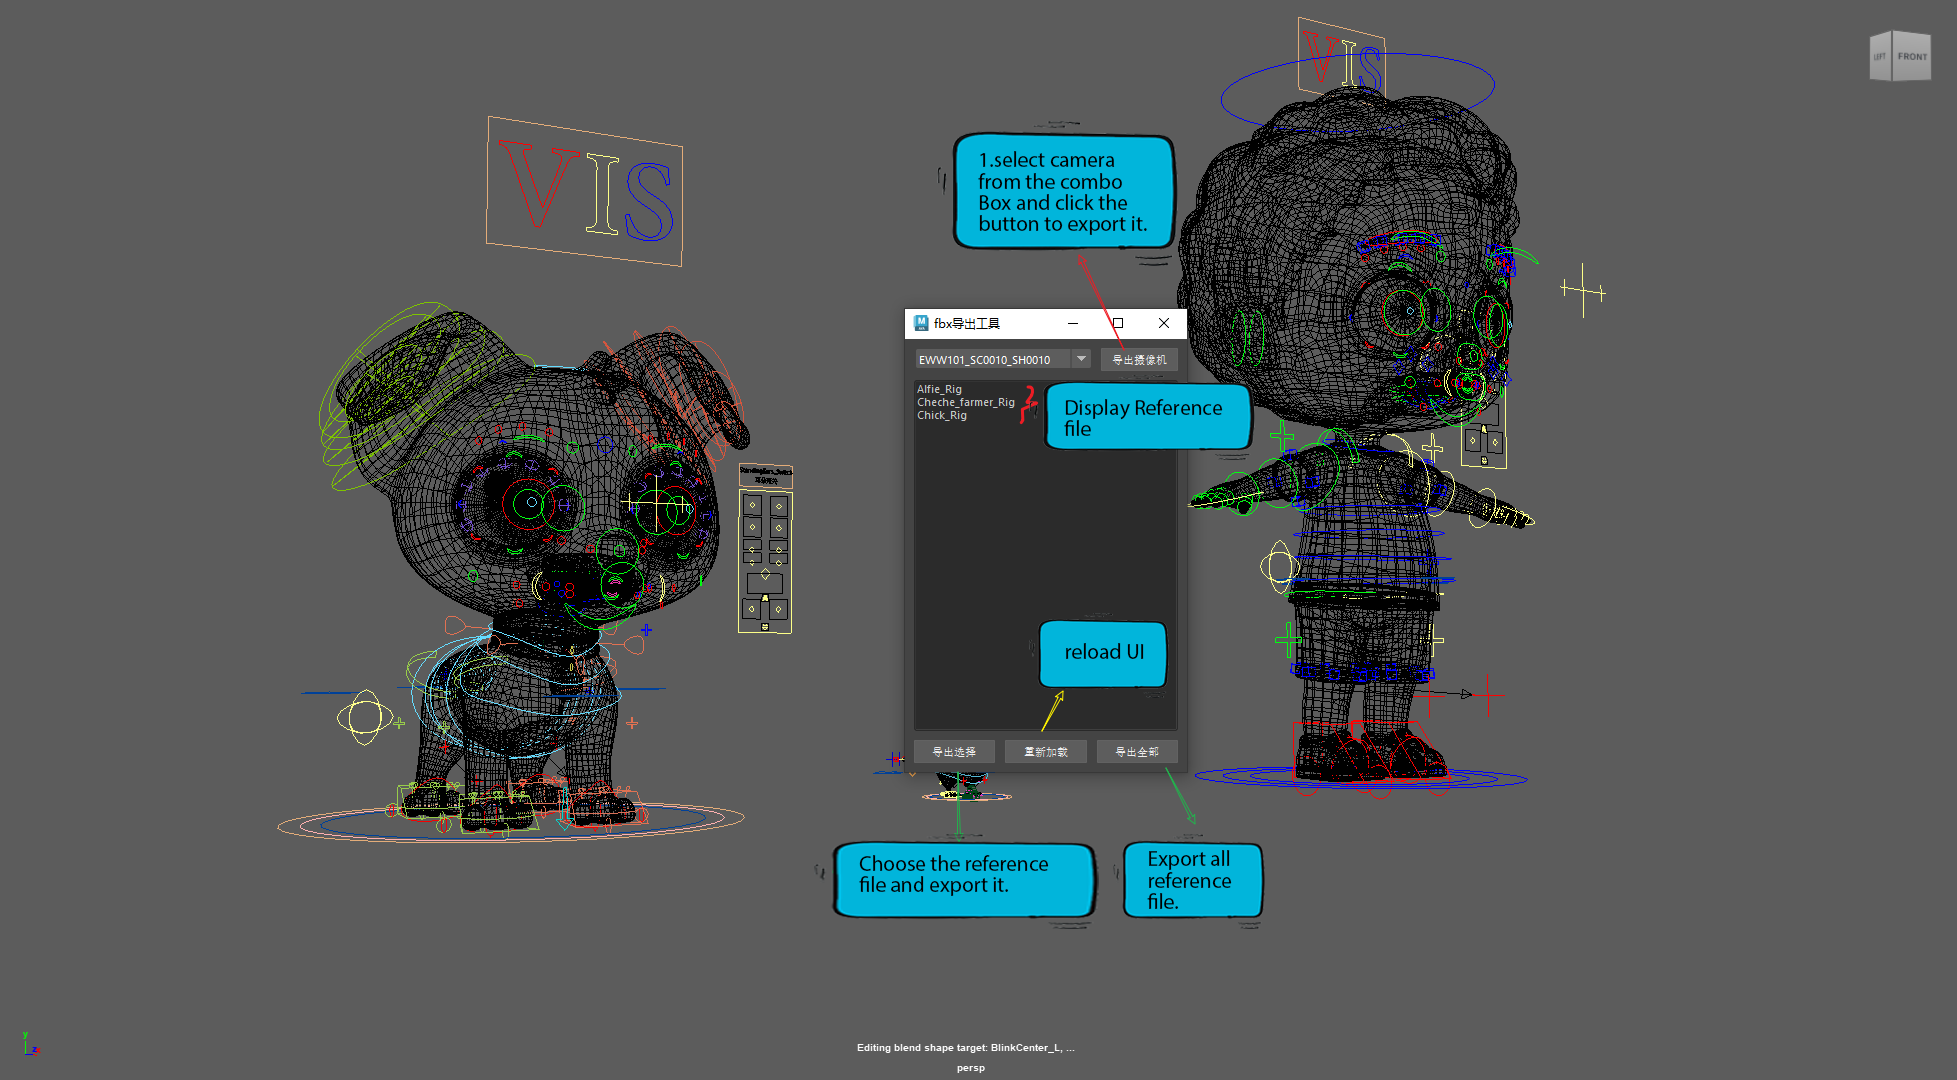 VIS
VIS
LEFT
FRONT
1.select camera
from the combo
Box and click the
button to export it.
fbx导出工具
EWW101_SC0010_SH0010
导出摄像机
Alfie_Rig
Cheche_farmer_Rig
Chick_Rig
Display Reference
file
reload UI
导出选择
重新加载
导出全部
Choose the reference
file and export it.
Export all
reference
file.
Editing blend shape target: BlinkCenter_L, ...
persp
y
z